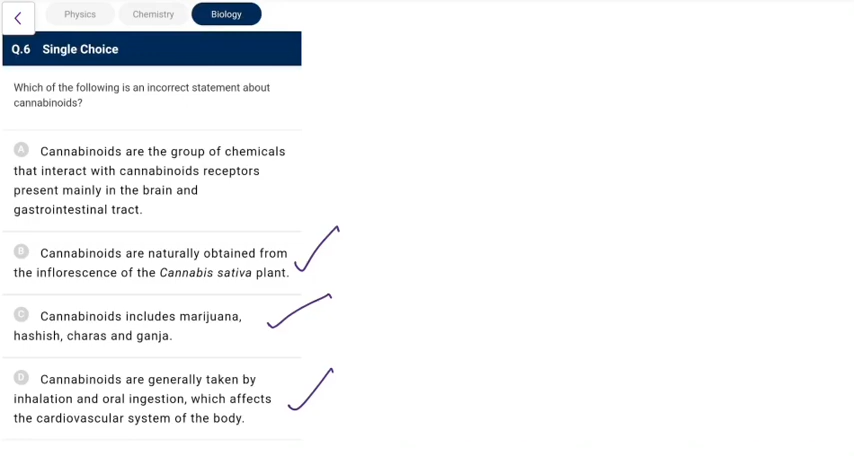 Physics Chemistry Biology
Q.6 Single Choice
Which of the following is an incorrect statement about
cannabinoids?
A Cannabinoids are the group of chemicals
that interact with cannabinoids receptors
present mainly in the brain and
gastrointestinal tract.
B Cannabinoids are naturally obtained from
the inflorescence of the Cannabis sativa plant.
C Cannabinoids includes marijuana,
hashish, charas and ganja.
D Cannabinoids are generally taken by
inhalation and oral ingestion, which affects
the cardiovascular system of the body.